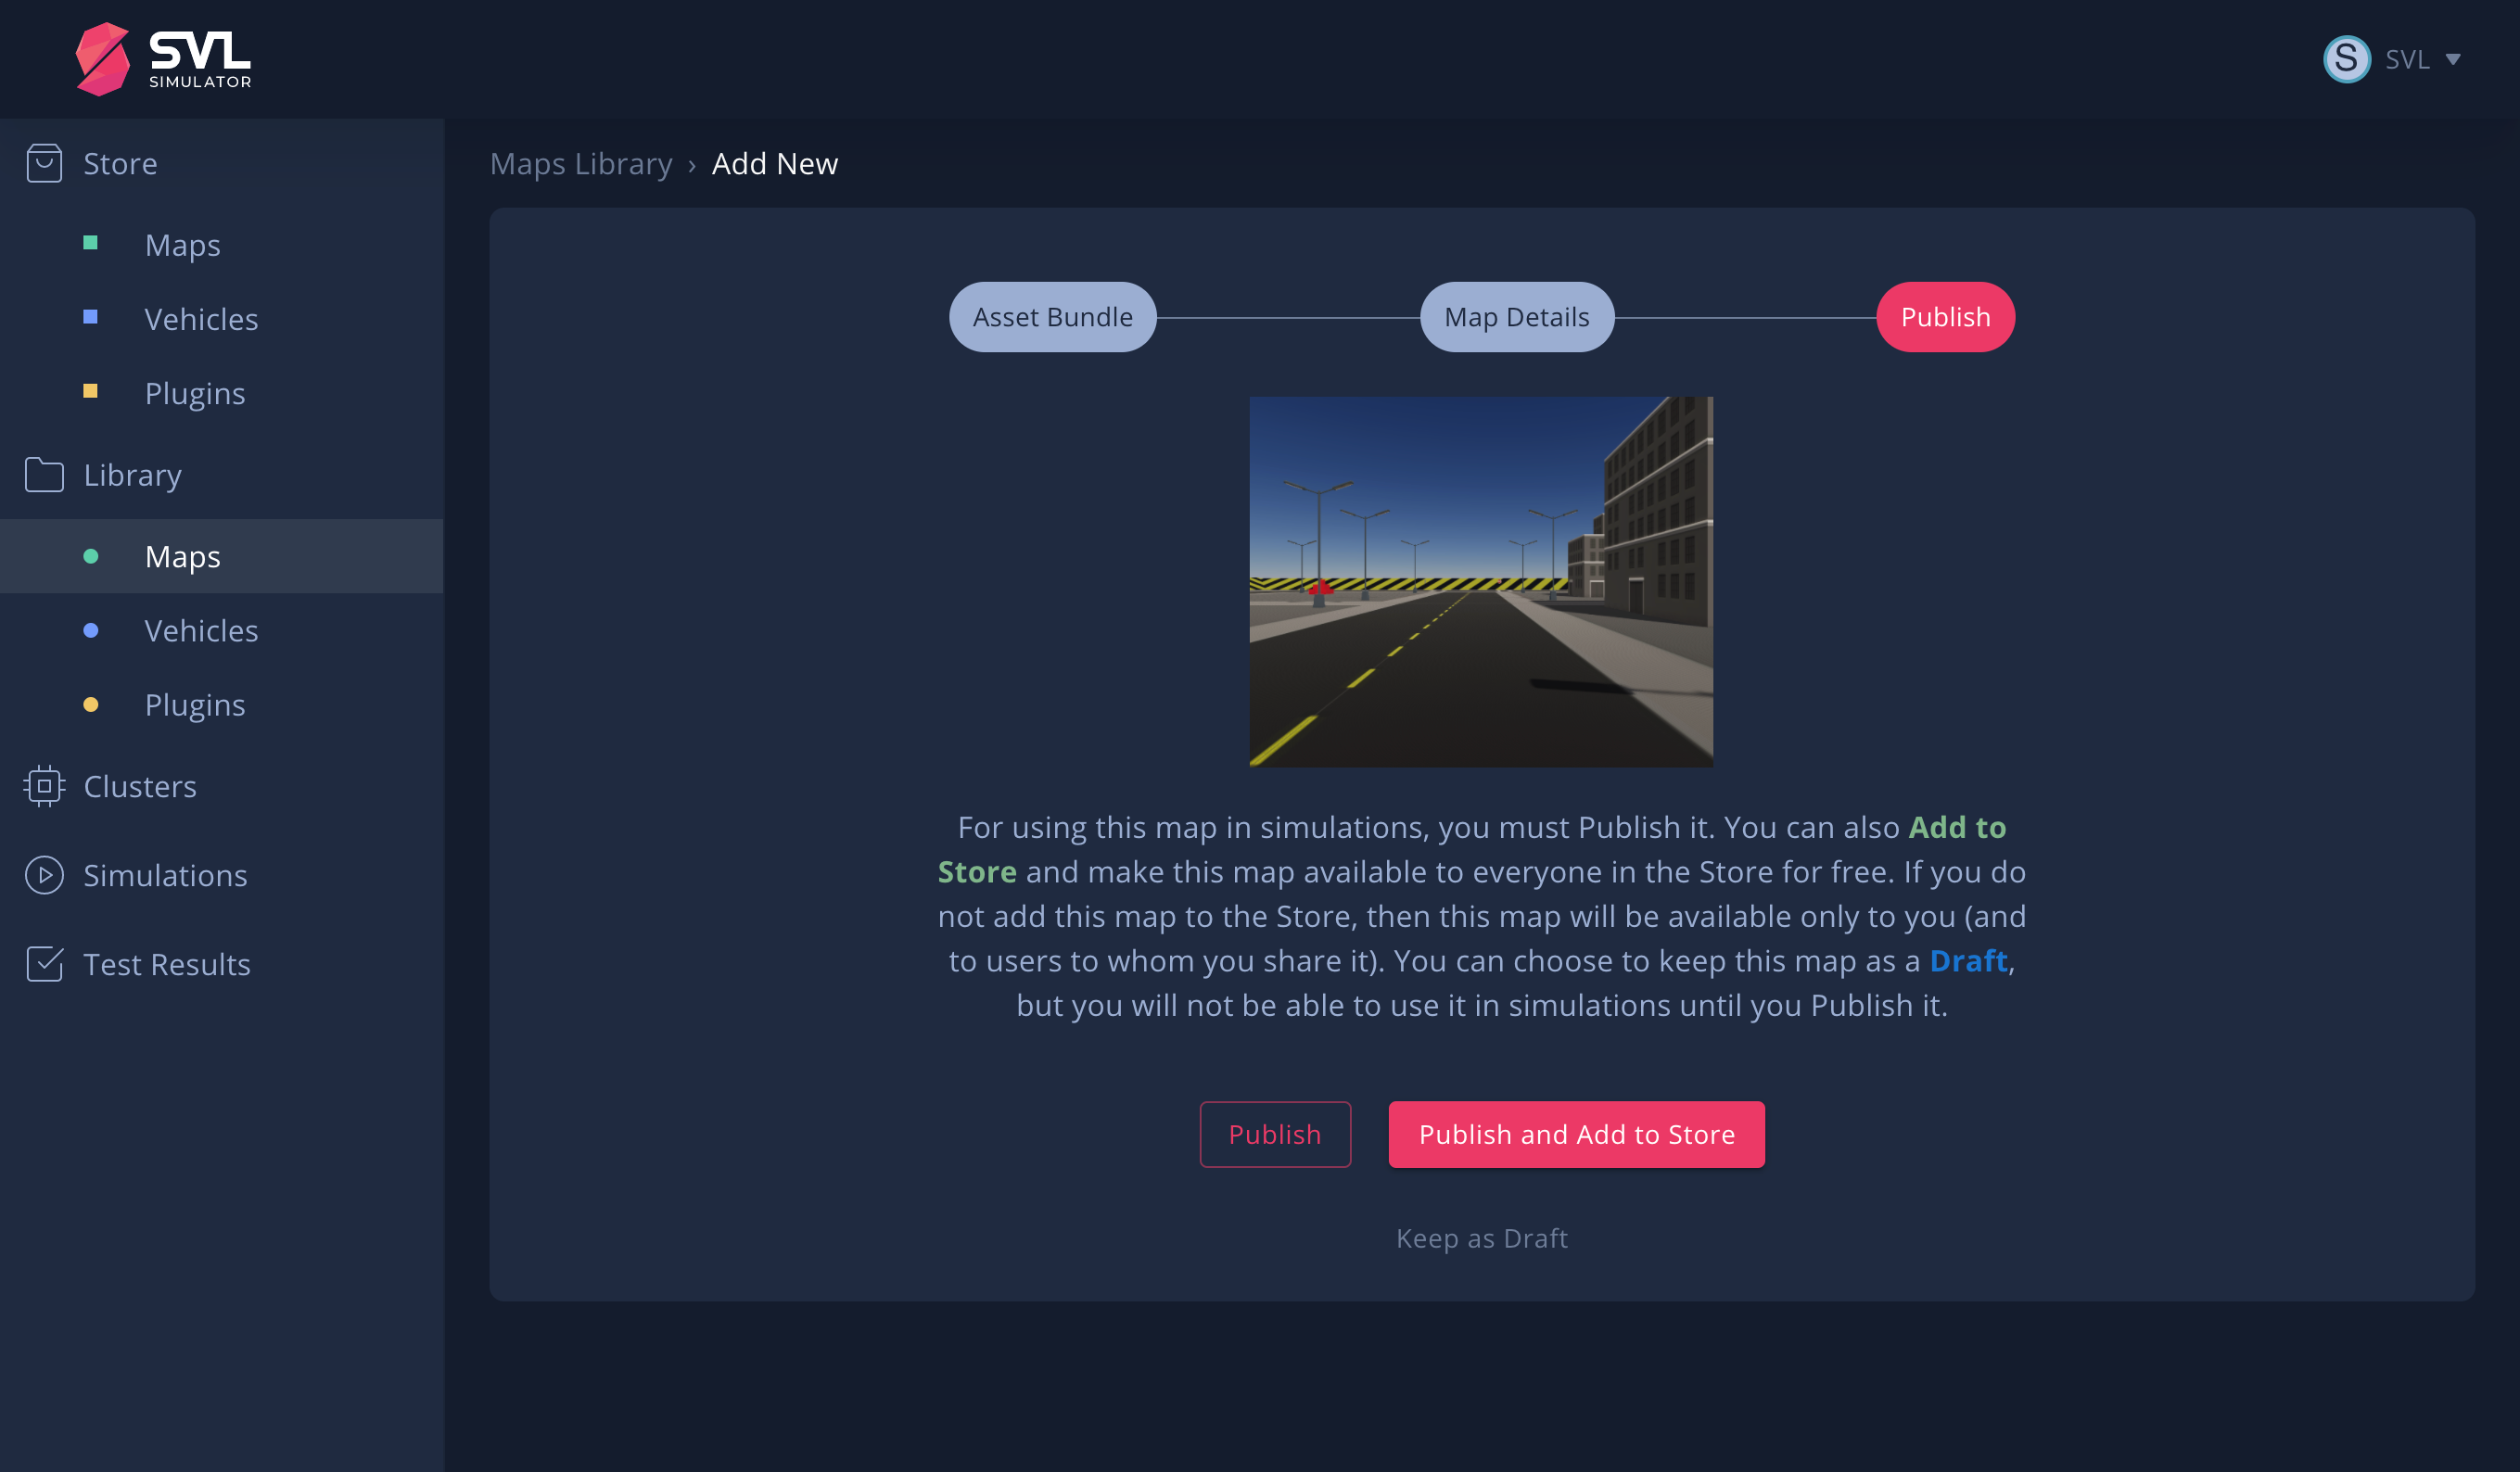 SVL
SIMULATOR
S SVL
Store
Maps
Vehicles
Plugins
Library
Maps
Vehicles
Plugins
Clusters
Simulations
Test Results
Maps Library › Add New
Asset Bundle
Map Details
Publish
For using this map in simulations, you must Publish it. You can also Add to
Store and make this map available to everyone in the Store for free. If you do
not add this map to the Store, then this map will be available only to you (and
to users to whom you share it). You can choose to keep this map as a Draft,
but you will not be able to use it in simulations until you Publish it.
Publish
Publish and Add to Store
Keep as Draft